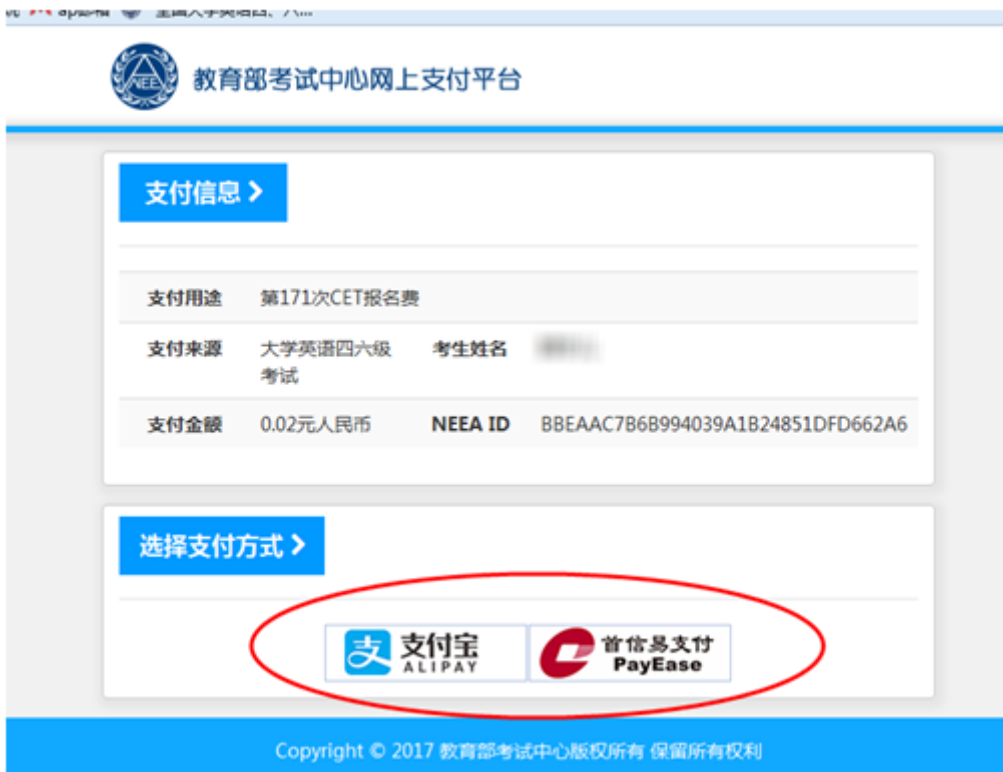 教育部考试中心网上支付平台
支付信息
支付用途 第171次CET报名费
支付来源 大学英语四六级考试 考生姓名
支付金额 0.02元人民币 NEEA ID BBEAAC7B6B994039A1B24851DFD662A6
选择支付方式
支付宝 首信易支付
ALIPAY PayEase
Copyright © 2017 教育部考试中心版权所有 保留所有权利